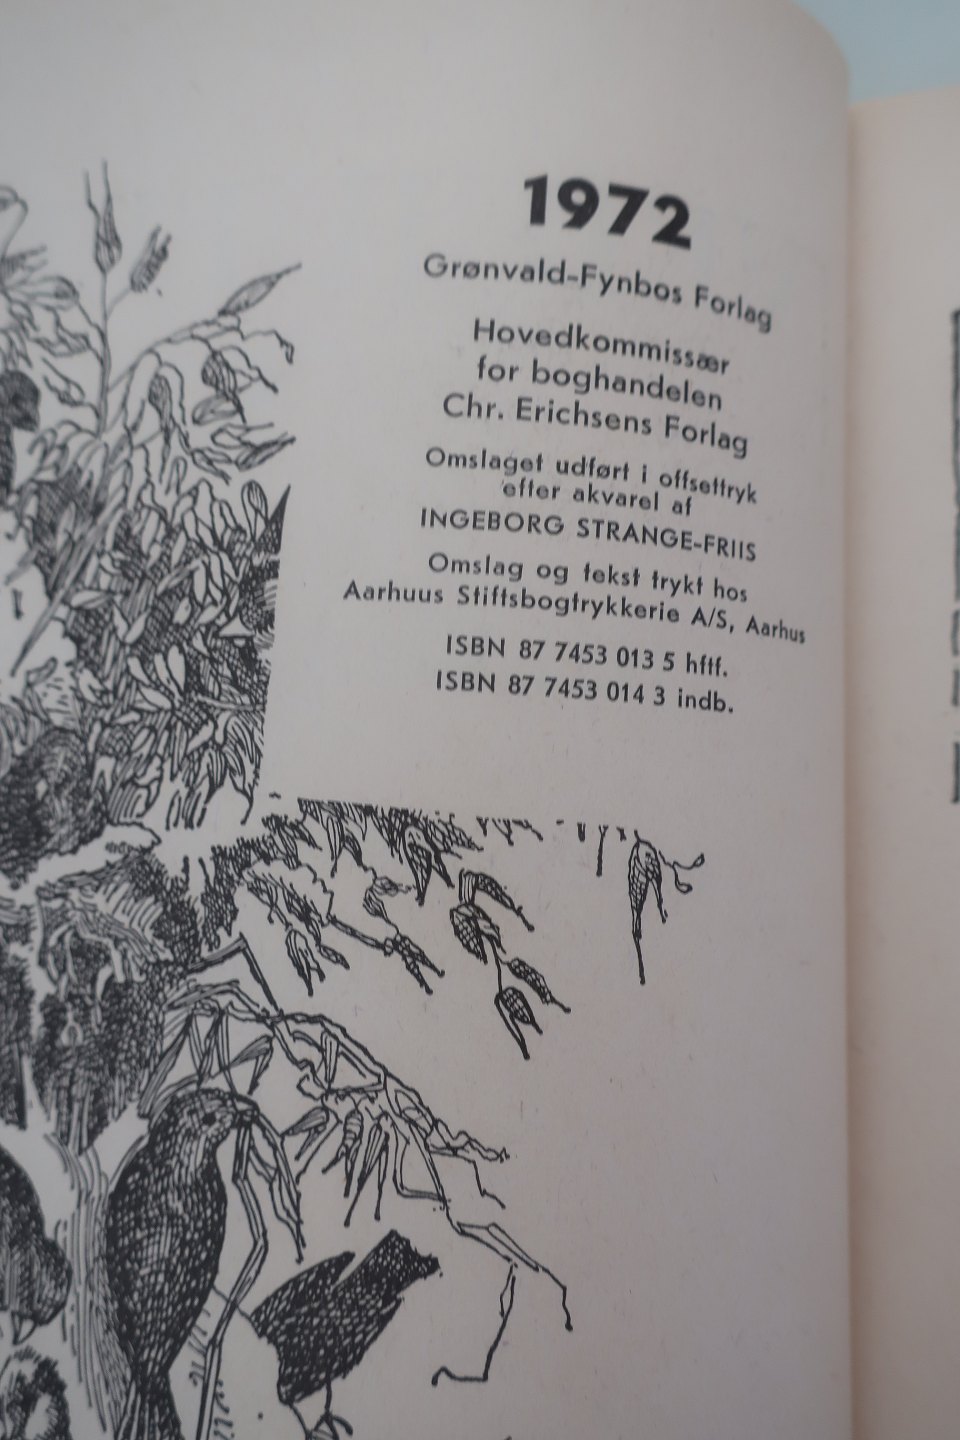 1972
Grønvald-Fynbos Forlag
Hovedkommissær
for boghandelen
Chr. Erichsens Forlag
Omslaget udført i offsettryk
efter akvarel af
INGEBORG STRANGE-FRIIS
Omslag og tekst trykt hos
Aarhuus Stiftsbogtrykkerie A/S, Aarhus
ISBN 87 7453 013 5 hftf.
ISBN 87 7453 014 3 indb.